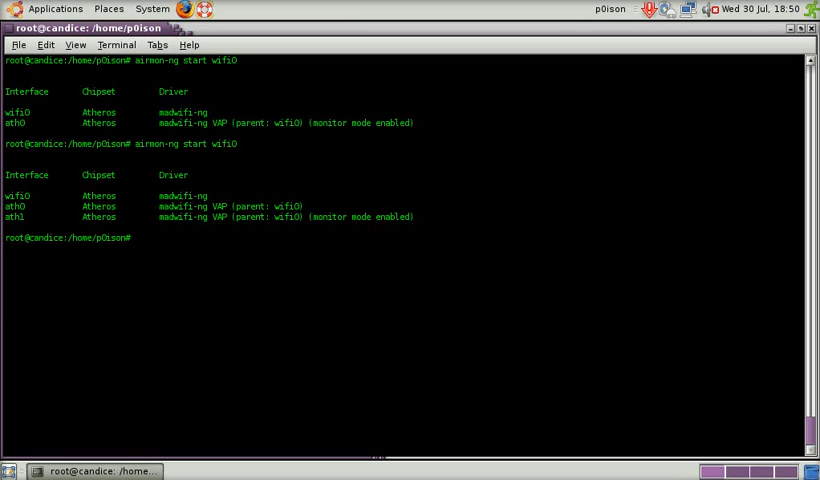 Applications Places System p0ison Wed 30 Jul, 18:50
root@candice: /home/p0ison
File Edit View Terminal Tabs Help
root@candice:/home/p0ison# airmon-ng start wifi0
Interface Chipset Driver
wifi0 Atheros madwifi-ng
ath0 Atheros madwifi-ng VAP (parent: wifi0) (monitor mode enabled)
root@candice:/home/p0ison# airmon-ng start wifi0
Interface Chipset Driver
wifi0 Atheros madwifi-ng
ath0 Atheros madwifi-ng VAP (parent: wifi0)
ath1 Atheros madwifi-ng VAP (parent: wifi0) (monitor mode enabled)
root@candice:/home/p0ison#
root@candice: /home...